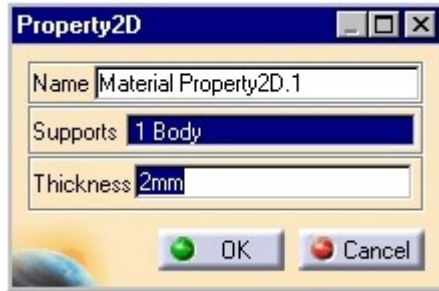 Property2D
Name Material Property2D.1
Supports 1 Body
Thickness 2mm
OK Cancel